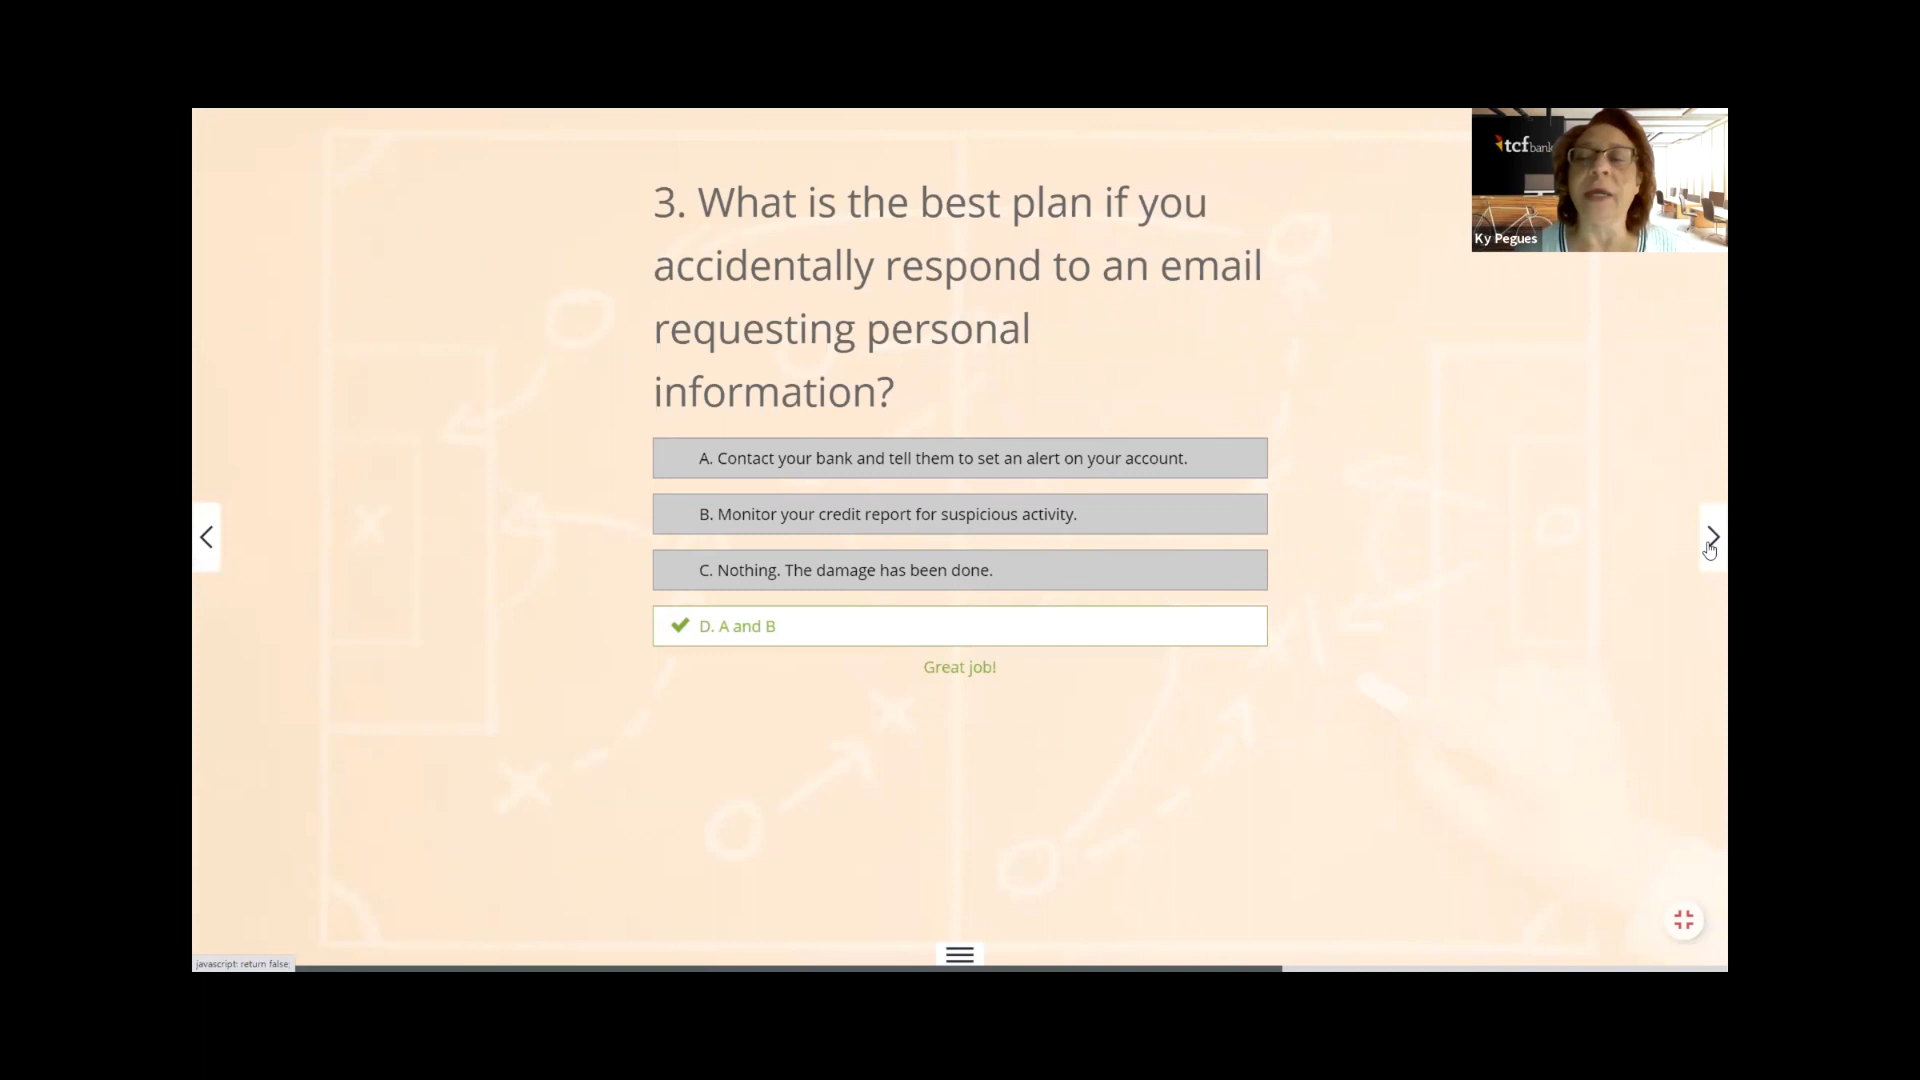 tcf bank
Ky Pegues
3. What is the best plan if you
accidentally respond to an email
requesting personal
information?
A. Contact your bank and tell them to set an alert on your account.
B. Monitor your credit report for suspicious activity.
C. Nothing. The damage has been done.
D. A and B
Great job!
javascript: return false;